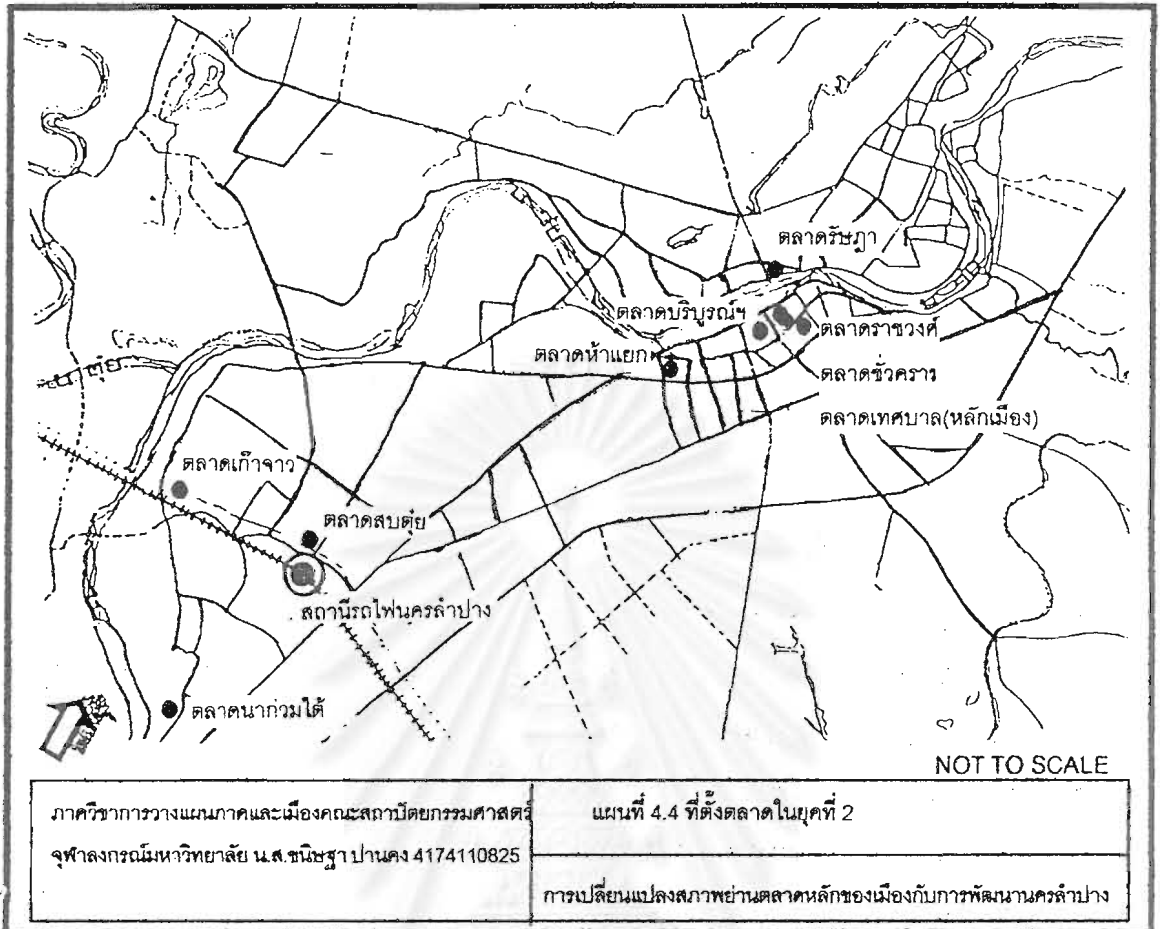 ตลาดรัษฎา
ตลาดบริบูรณ์ฯ
ตลาดราชวงศ์
ตลาดห้าแยก
ตลาดชั่วคราว
ตลาดเทศบาล(หลักเมือง)
ตลาดเก๊าจาว
ตลาดสบตุ๋ย
สถานีรถไฟนครลำปาง
ตลาดนาก่วมใต้
NOT TO SCALE
ภาควิชาการวางแผนภาคและเมืองคณะสถาปัตยกรรมศาสตร์
จุฬาลงกรณ์มหาวิทยาลัย น.ส.ชนิษฐา ปานคง 4174110825
แผนที่ 4.4 ที่ตั้งตลาดในยุคที่ 2
การเปลี่ยนแปลงสภาพย่านตลาดหลักของเมืองกับการพัฒนานครลำปาง